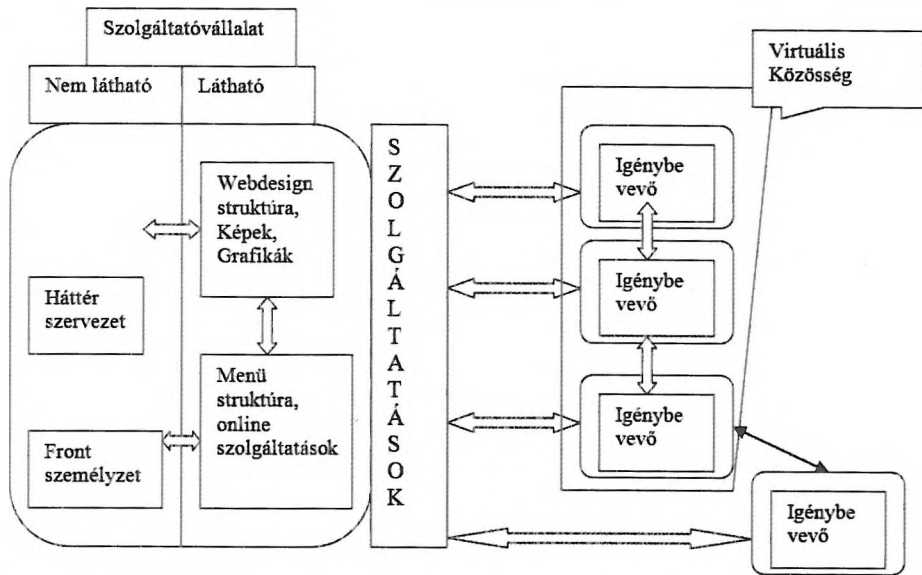 Szolgáltatóvállalat
Nem látható
Látható
Webdesign
struktúra,
Képek,
Grafikák
Háttér
szervezet
Menü
struktúra,
online
szolgáltatások
Front
személyzet
SZOLGÁLTATÁSOK
Virtuális
Közösség
Igénybe
vevő
Igénybe
vevő
Igénybe
vevő
Igénybe
vevő